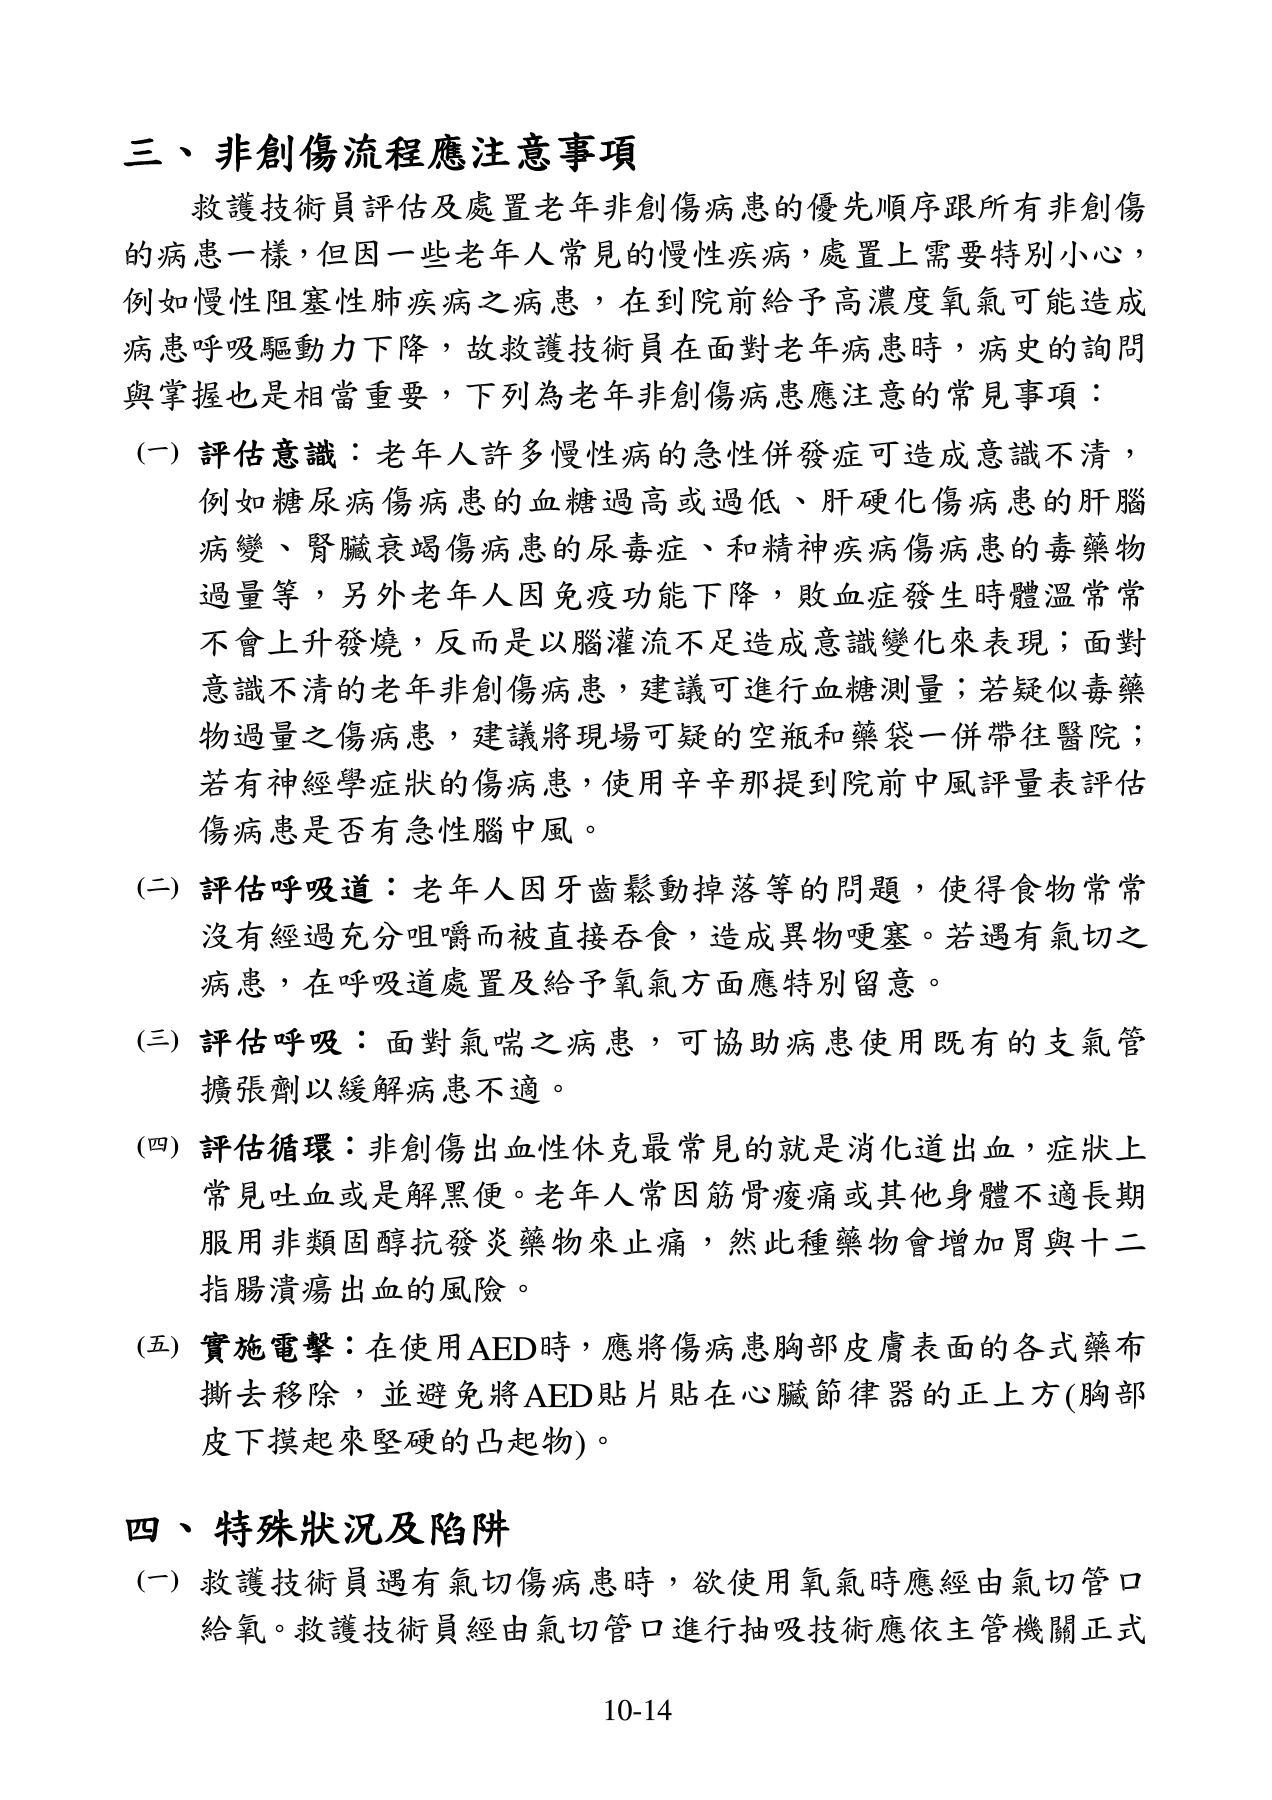 三、 非創傷流程應注意事項
救護技術員評估及處置老年非創傷病患的優先順序跟所有非創傷
的病患一樣，但因一些老年人常見的慢性疾病，處置上需要特別小心，
例如慢性阻塞性肺疾病之病患，在到院前給予高濃度氧氣可能造成
病患呼吸驅動力下降，故救護技術員在面對老年病患時，病史的詢問
與掌握也是相當重要，下列為老年非創傷病患應注意的常見事項：
(一) 評估意識：老年人許多慢性病的急性併發症可造成意識不清，
例如糖尿病傷病患的血糖過高或過低、肝硬化傷病患的肝腦
病變、腎臟衰竭傷病患的尿毒症、和精神疾病傷病患的毒藥物
過量等，另外老年人因免疫功能下降，敗血症發生時體溫常常
不會上升發燒，反而是以腦灌流不足造成意識變化來表現；面對
意識不清的老年非創傷病患，建議可進行血糖測量；若疑似毒藥
物過量之傷病患，建議將現場可疑的空瓶和藥袋一併帶往醫院；
若有神經學症狀的傷病患，使用辛辛那提到院前中風評量表評估
傷病患是否有急性腦中風。
(二) 評估呼吸道：老年人因牙齒鬆動掉落等的問題，使得食物常常
沒有經過充分咀嚼而被直接吞食，造成異物哽塞。若遇有氣切之
病患，在呼吸道處置及給予氧氣方面應特別留意。
(三) 評估呼吸：面對氣喘之病患，可協助病患使用既有的支氣管
擴張劑以緩解病患不適。
(四) 評估循環：非創傷出血性休克最常見的就是消化道出血，症狀上
常見吐血或是解黑便。老年人常因筋骨痠痛或其他身體不適長期
服用非類固醇抗發炎藥物來止痛，然此種藥物會增加胃與十二
指腸潰瘍出血的風險。
(五) 實施電擊：在使用AED時，應將傷病患胸部皮膚表面的各式藥布
撕去移除，並避免將AED貼片貼在心臟節律器的正上方(胸部
皮下摸起來堅硬的凸起物)。
四、 特殊狀況及陷阱
(一) 救護技術員遇有氣切傷病患時，欲使用氧氣時應經由氣切管口
給氧。救護技術員經由氣切管口進行抽吸技術應依主管機關正式
10-14